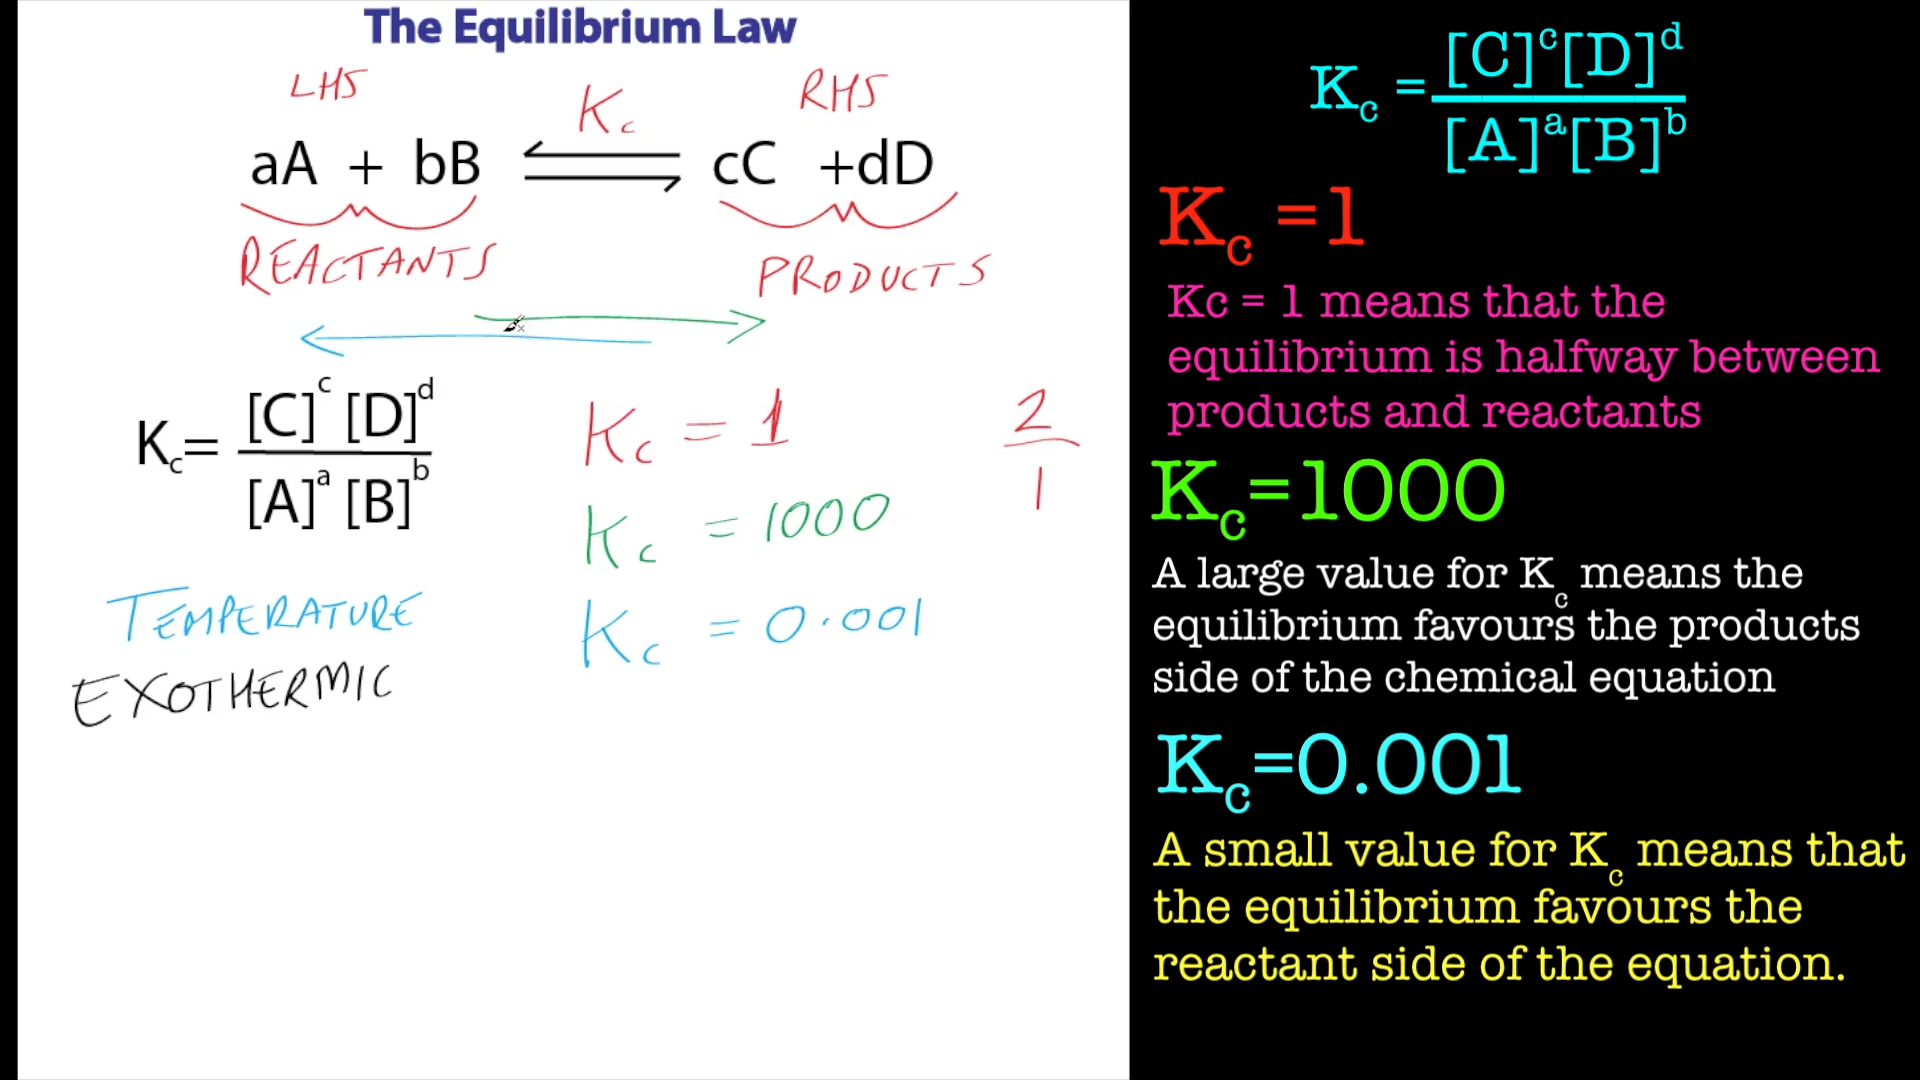 The Equilibrium Law
LHS
RHS
Kc
aA + bB ⇌ cC +dD
REACTANTS
PRODUCTS
Kc= [C]^c [D]^d
[A]^a [B]^b
Kc = 1
2
1
Kc = 1000
Kc = 0.001
TEMPERATURE
EXOTHERMIC
Kc = [C]^c[D]^d
[A]^a[B]^b
Kc =1
Kc = 1 means that the
equilibrium is halfway between
products and reactants
Kc=1000
A large value for Kc means the
equilibrium favours the products
side of the chemical equation
Kc=0.001
A small value for Kc means that
the equilibrium favours the
reactant side of the equation.